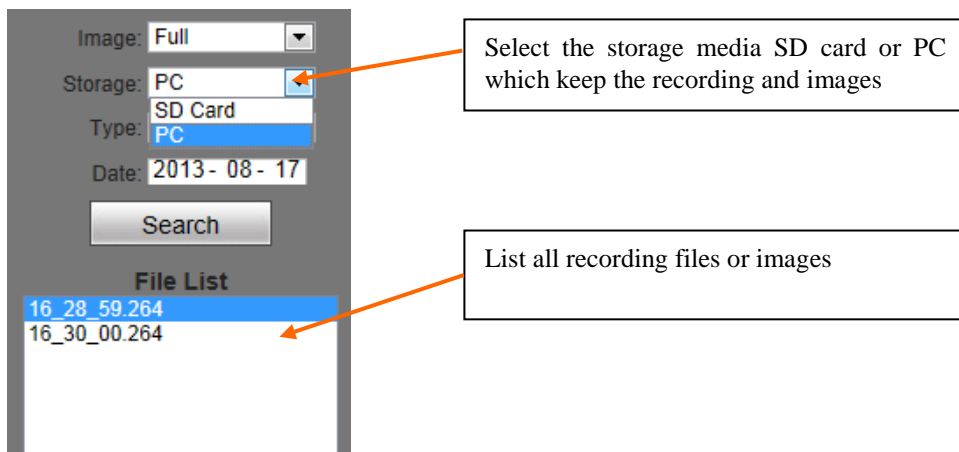 Image: Full
Storage: PC
SD Card
Type: PC
Date: 2013 - 08 - 17
Search
File List
16_28_59.264
16_30_00.264
Select the storage media SD card or PC
which keep the recording and images
List all recording files or images